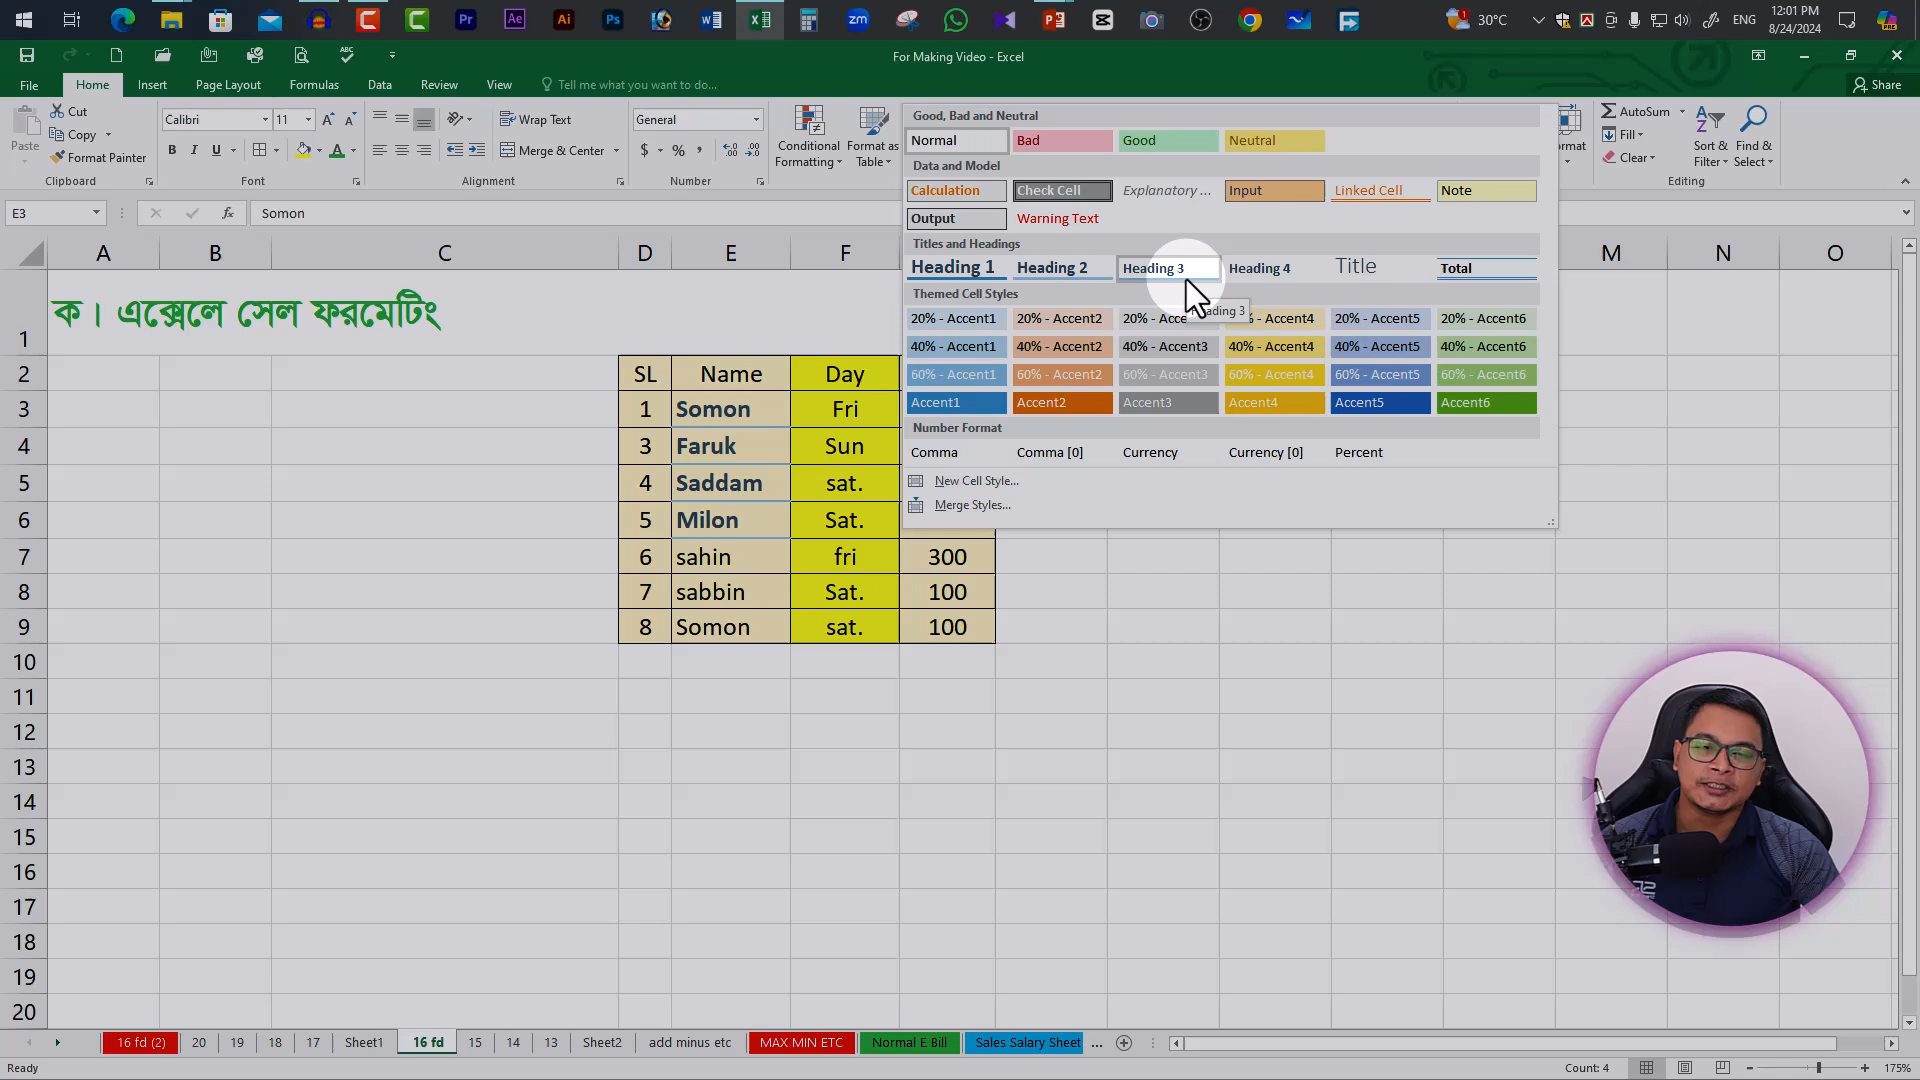 30°C
ENG
12:01 PM
8/24/2024
For Making Video - Excel
File Home Insert Page Layout Formulas Data Review View Tell me what you want to do...
Share
Paste
Cut
Copy
Format Painter
Clipboard
Calibri 11
B I U
Font
Wrap Text
Merge & Center
Alignment
General
$ %
Number
Conditional Formatting
Format as Table
AutoSum
Fill
Clear
Sort & Filter
Find & Select
Editing
E3 fx Somon
Good, Bad and Neutral
Normal Bad Good Neutral
Data and Model
Calculation Check Cell Explanatory ... Input Linked Cell Note
Output Warning Text
Titles and Headings
Heading 1 Heading 2 Heading 3 Heading 4 Title Total
Themed Cell Styles
20% - Accent1 20% - Accent2 20% - Acce 20% - Accent5 20% - Accent6
40% - Accent1 40% - Accent2 40% - Accent3 40% - Accent4 40% - Accent5 40% - Accent6
60% - Accent1 60% - Accent2 60% - Accent3 60% - Accent4 60% - Accent5 60% - Accent6
Accent1 Accent2 Accent3 Accent4 Accent5 Accent6
Number Format
Comma Comma [0] Currency Currency [0] Percent
New Cell Style...
Merge Styles...
A B C D E F M N O
1 ক। এক্সেলে সেল ফরমেটিং
2 SL Name Day
3 1 Somon Fri
4 3 Faruk Sun
5 4 Saddam sat.
6 5 Milon Sat.
7 6 sahin fri 300
8 7 sabbin Sat. 100
9 8 Somon sat. 100
10
11
12
13
14
15
16
17
18
19
20
16 fd (2) 20 19 18 17 Sheet1 16 fd 15 14 13 Sheet2 add minus etc MAX MIN ETC Normal E Bill Sales Salary Sheet ...
Ready Count: 4 175%